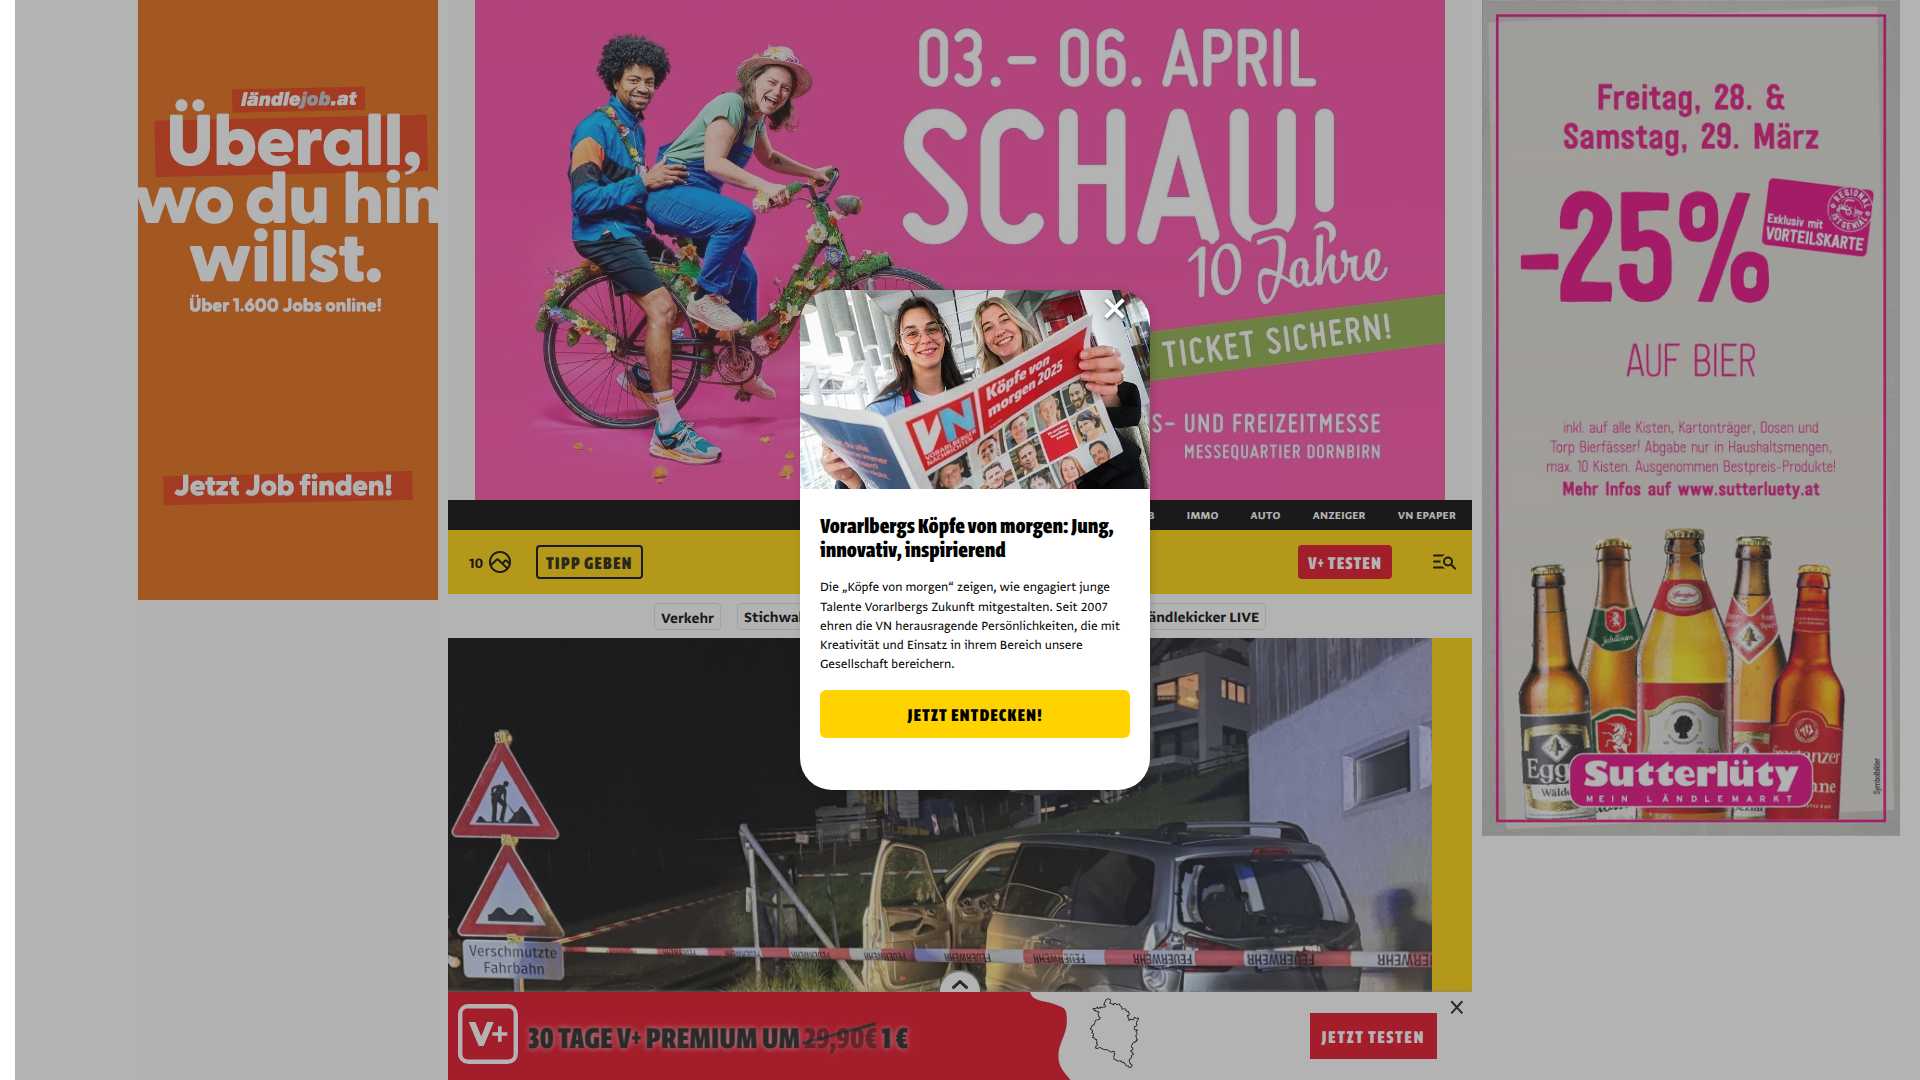 ländlejob.at
Überall,
wo du hin
willst.
Über 1.600 Jobs online!
Jetzt Job finden!
03.– 06. APRIL
SCHAU!
10 Jahre
TICKET SICHERN!
S- UND FREIZEITMESSE
MESSEQUARTIER DORNBIRN
Freitag, 28. &
Samstag, 29. März
-25%
Exklusiv mit
VORTEILSKARTE
REGIONAL
IST GENIAL
AUF BIER
inkl. auf alle Kisten, Kartonträger, Dosen und
Torp Bierfässer! Abgabe nur in Haushaltsmengen,
max. 10 Kisten. Ausgenommen Bestpreis-Produkte!
Mehr Infos auf www.sutterluety.at
Sutterlüty
MEIN LÄNDLEMARKT
Symbolbilder
IMMO
AUTO
ANZEIGER
VN EPAPER
10
TIPP GEBEN
V+ TESTEN
Verkehr
Stichwa
ändlekicker LIVE
VN
VORARLBERGER
NACHRICHTEN
Köpfe von
morgen 2025
Vorarlbergs Köpfe von morgen: Jung,
innovativ, inspirierend
Die „Köpfe von morgen“ zeigen, wie engagiert junge
Talente Vorarlbergs Zukunft mitgestalten. Seit 2007
ehren die VN herausragende Persönlichkeiten, die mit
Kreativität und Einsatz in ihrem Bereich unsere
Gesellschaft bereichern.
JETZT ENTDECKEN!
Verschmutzte
Fahrbahn
FEUERWEHR
V+
30 TAGE V+ PREMIUM UM 29,90€ 1 €
JETZT TESTEN